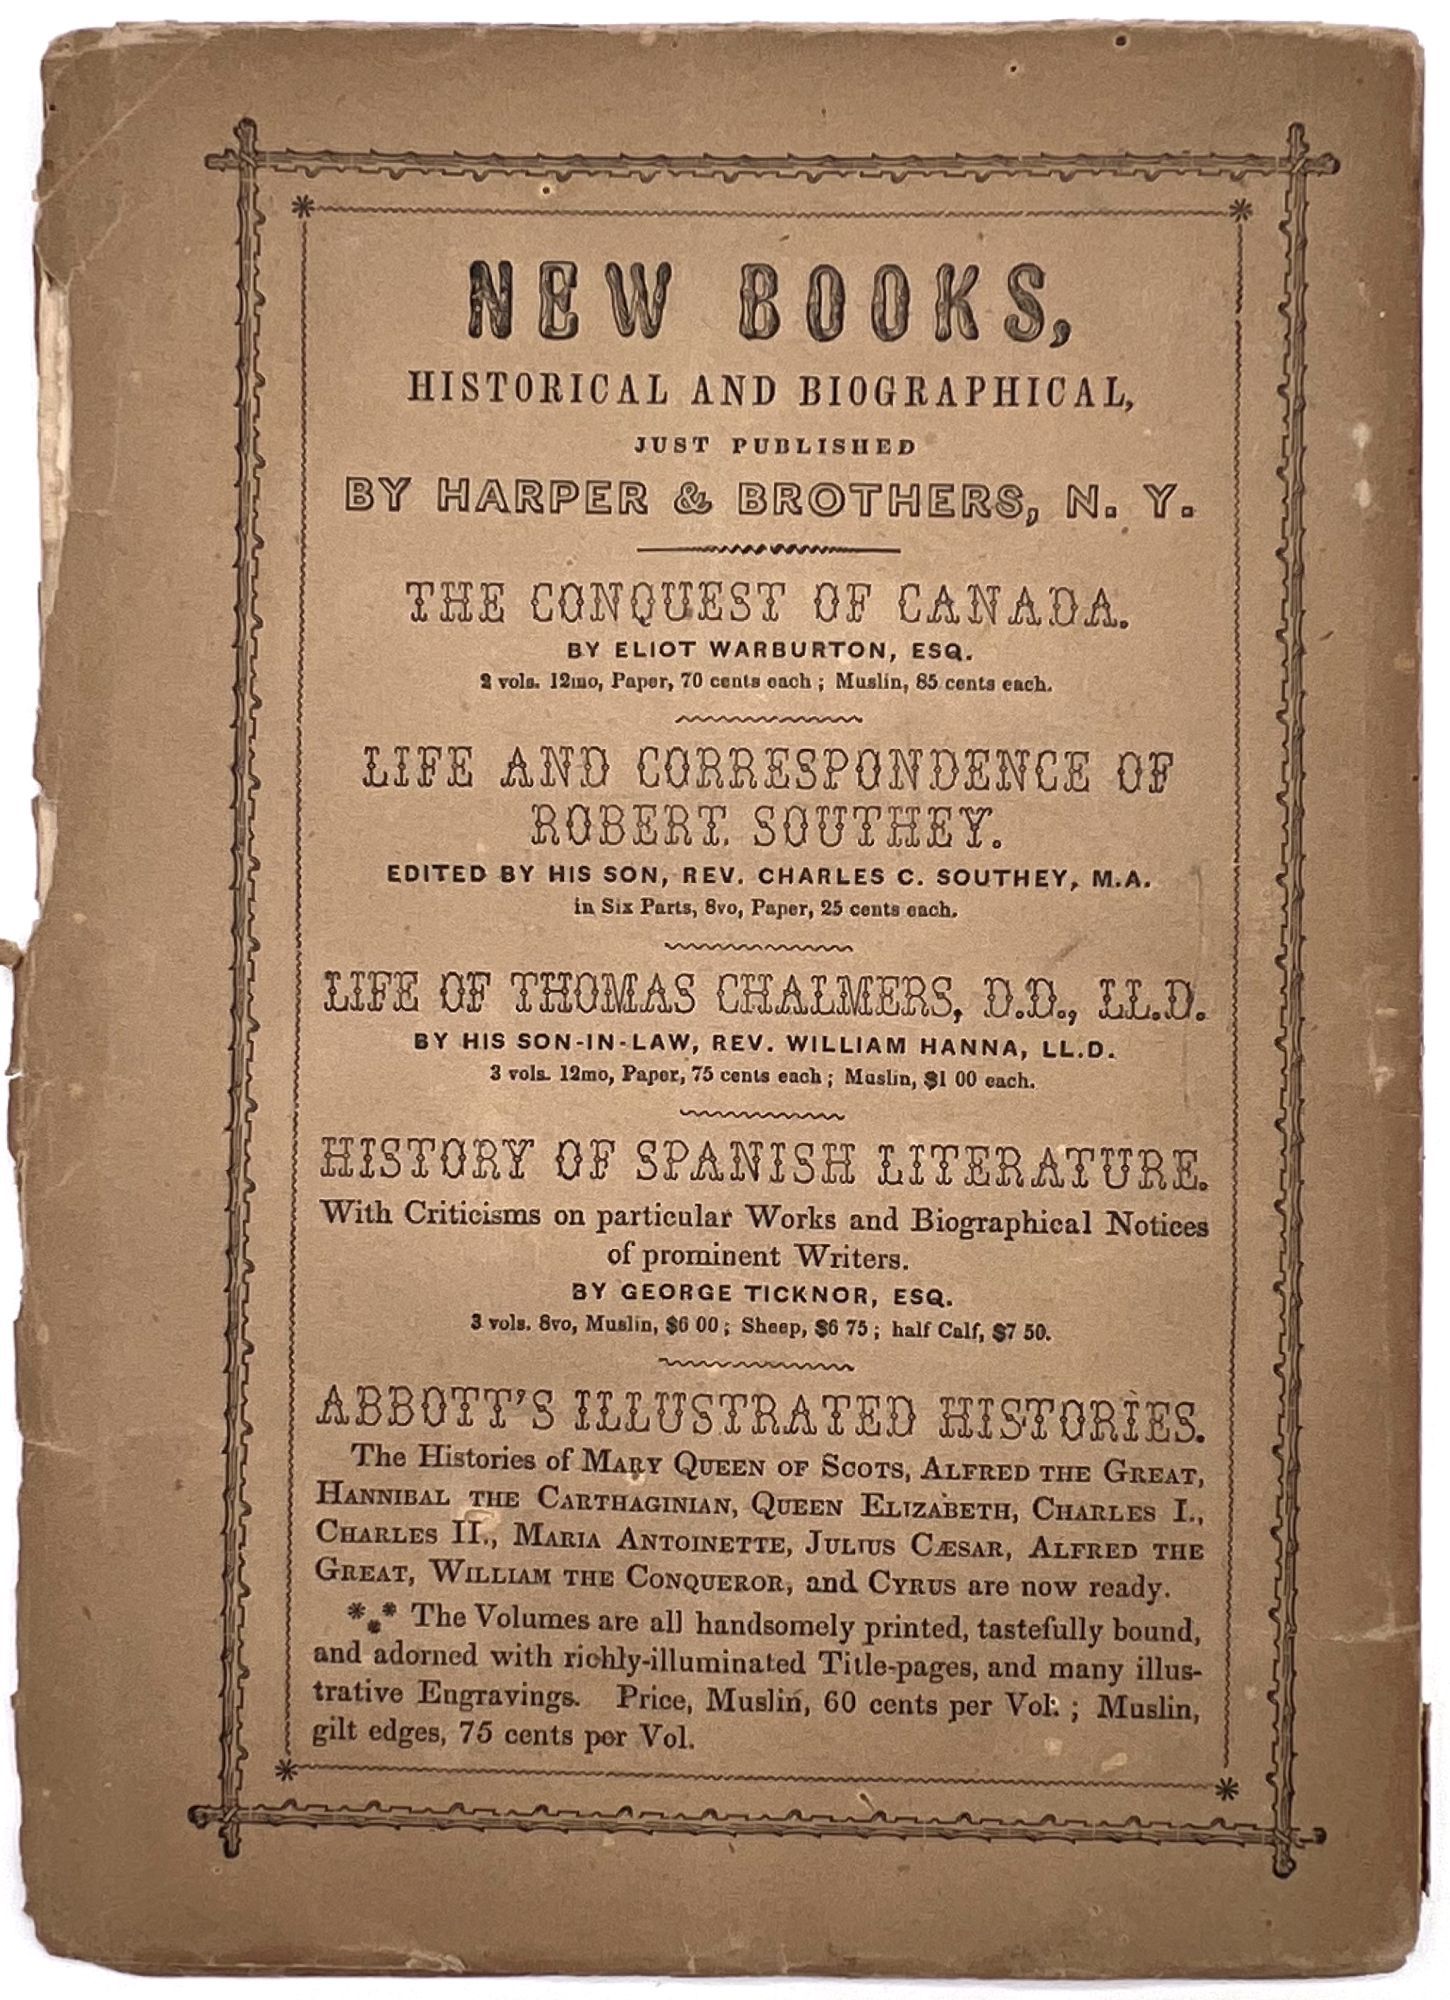 NEW BOOKS,
HISTORICAL AND BIOGRAPHICAL,
JUST PUBLISHED
BY HARPER & BROTHERS, N. Y.
THE CONQUEST OF CANADA.
BY ELIOT WARBURTON, ESQ.
2 vols. 12mo, Paper, 70 cents each; Muslin, 85 cents each.
LIFE AND CORRESPONDENCE OF
ROBERT SOUTHEY.
EDITED BY HIS SON, REV. CHARLES C. SOUTHEY, M.A.
in Six Parts, 8vo, Paper, 25 cents each.
LIFE OF THOMAS CHALMERS, D.D., LL.D.
BY HIS SON-IN-LAW, REV. WILLIAM HANNA, LL.D.
3 vols. 12mo, Paper, 75 cents each; Muslin, $1 00 each.
HISTORY OF SPANISH LITERATURE.
With Criticisms on particular Works and Biographical Notices
of prominent Writers.
BY GEORGE TICKNOR, ESQ.
3 vols. 8vo, Muslin, $6 00; Sheep, $6 75; half Calf, $7 50.
ABBOTT'S ILLUSTRATED HISTORIES.
The Histories of MARY QUEEN OF SCOTS, ALFRED THE GREAT,
HANNIBAL THE CARTHAGINIAN, QUEEN ELIZABETH, CHARLES I.,
CHARLES II., MARIA ANTOINETTE, JULIUS CÆSAR, ALFRED THE
GREAT, WILLIAM THE CONQUEROR, and CYRUS are now ready.
*** The Volumes are all handsomely printed, tastefully bound,
and adorned with richly-illuminated Title-pages, and many illus-
trative Engravings. Price, Muslin, 60 cents per Vol.; Muslin,
gilt edges, 75 cents per Vol.